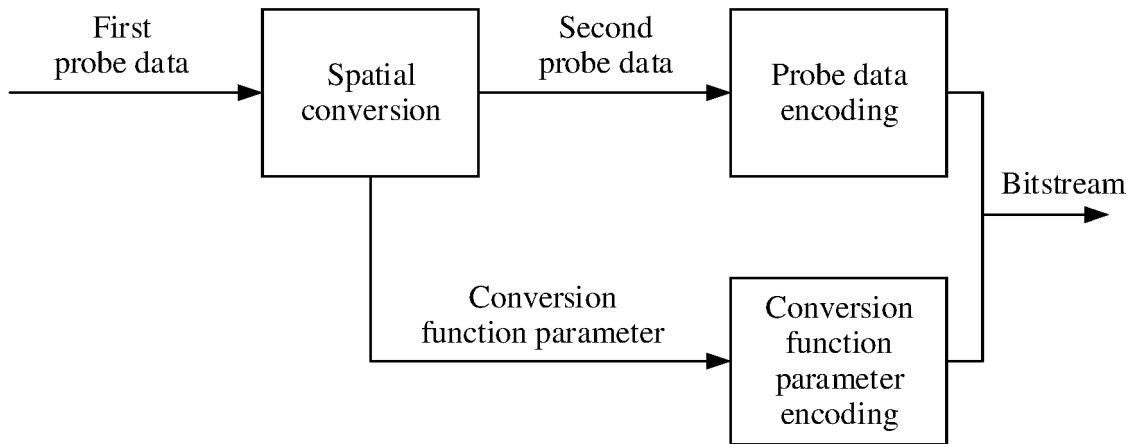 First
probe data
Spatial
conversion
Second
probe data
Probe data
encoding
Bitstream
Conversion
function parameter
Conversion
function
parameter
encoding